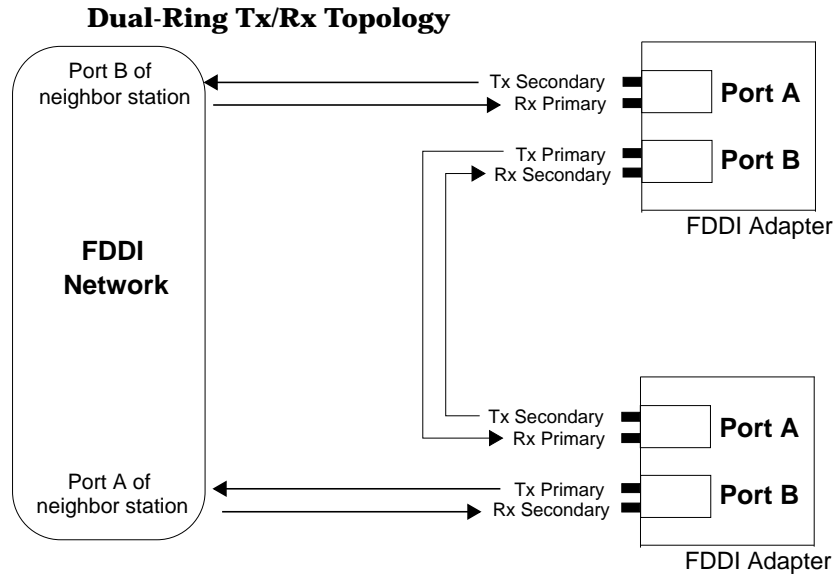 Dual-Ring Tx/Rx Topology
Port B of
neighbor station
Tx Secondary
Rx Primary
Port A
Tx Primary
Rx Secondary
Port B
FDDI Adapter
FDDI
Network
Tx Secondary
Rx Primary
Port A
Port A of
neighbor station
Tx Primary
Rx Secondary
Port B
FDDI Adapter